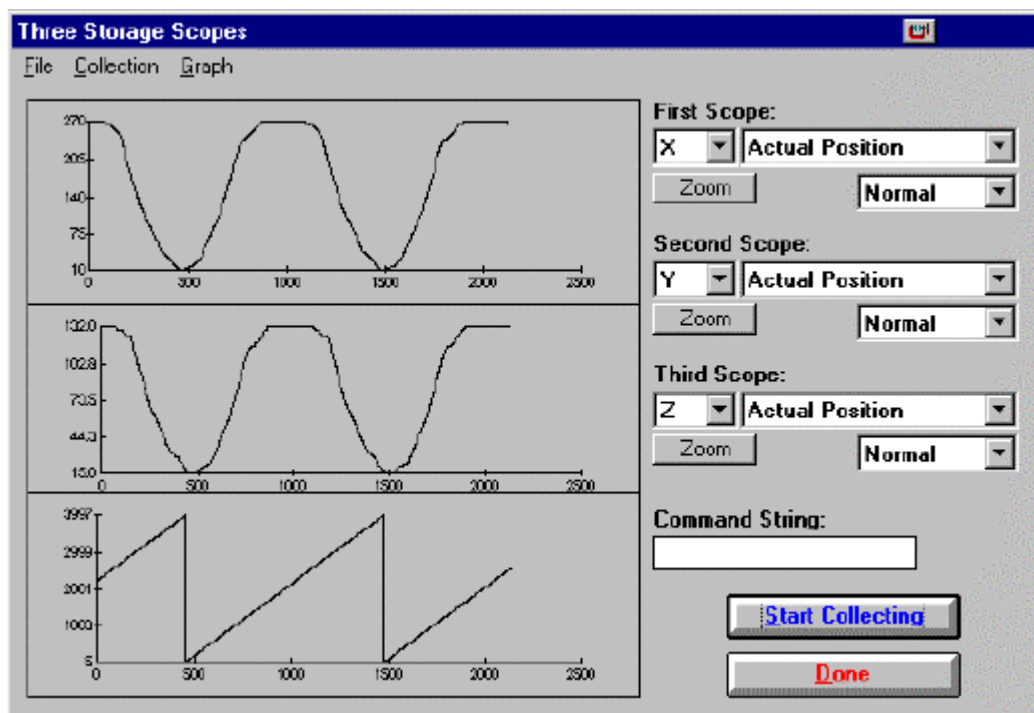 Three Storage Scopes
File Collection Graph
270
205
140
75
10
0 500 1000 1500 2000 2500
132.0
102.8
73.5
44.3
15.0
0 500 1000 1500 2000 2500
3997
2999
2001
1003
5
0 500 1000 1500 2000 2500
First Scope:
X Actual Position
Zoom Normal
Second Scope:
Y Actual Position
Zoom Normal
Third Scope:
Z Actual Position
Zoom Normal
Command String:
Start Collecting
Done